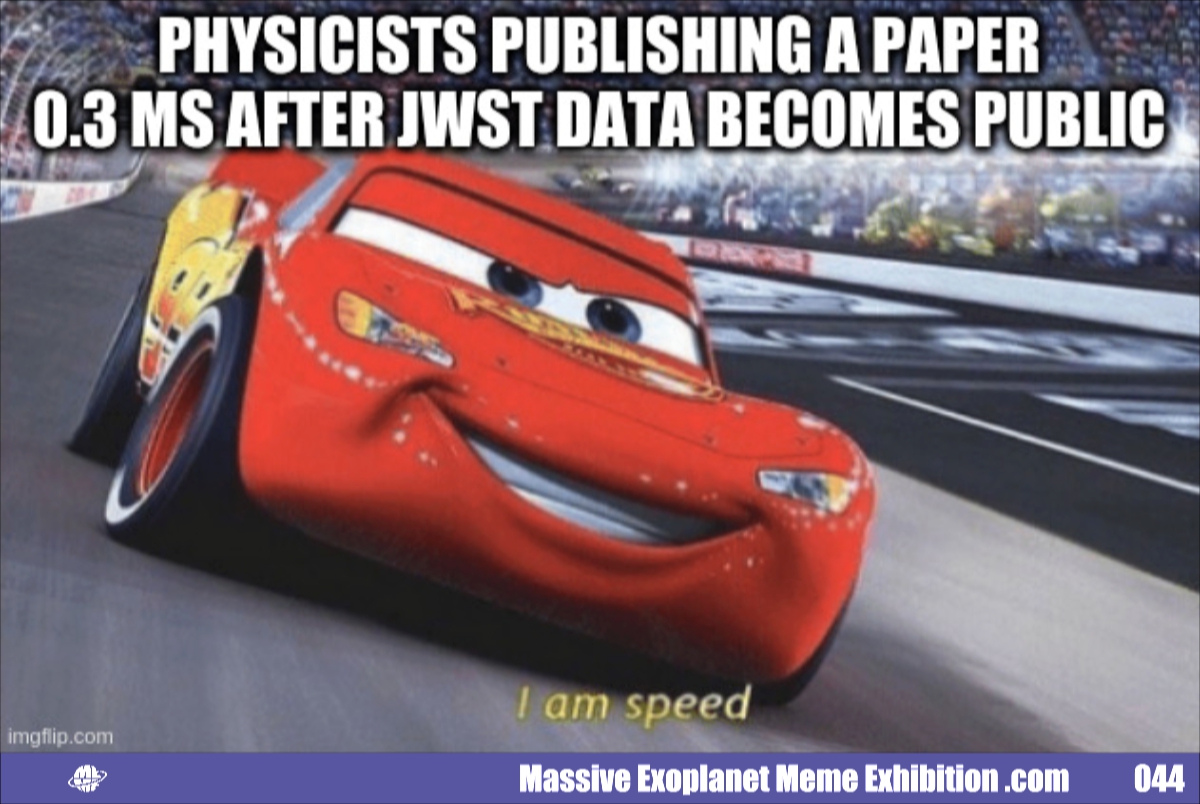 PHYSICISTS PUBLISHING A PAPER
0.3 MS AFTER JWST DATA BECOMES PUBLIC
I am speed
imgflip.com
Massive Exoplanet Meme Exhibition .com 044